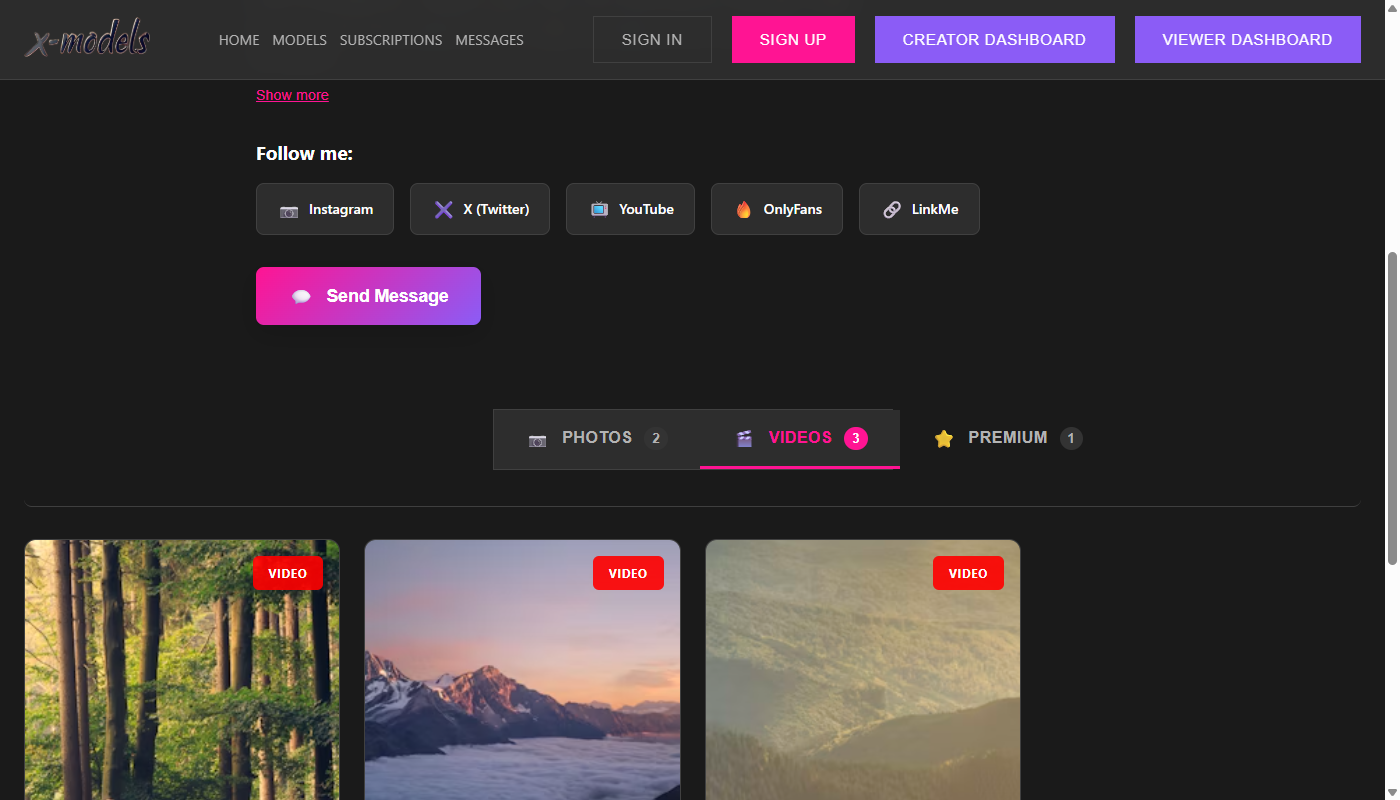 x-models
HOME MODELS SUBSCRIPTIONS MESSAGES SIGN IN SIGN UP CREATOR DASHBOARD VIEWER DASHBOARD
Show more
Follow me:
Instagram X (Twitter) YouTube OnlyFans LinkMe
Send Message
PHOTOS 2 VIDEOS 3 PREMIUM 1
VIDEO VIDEO VIDEO